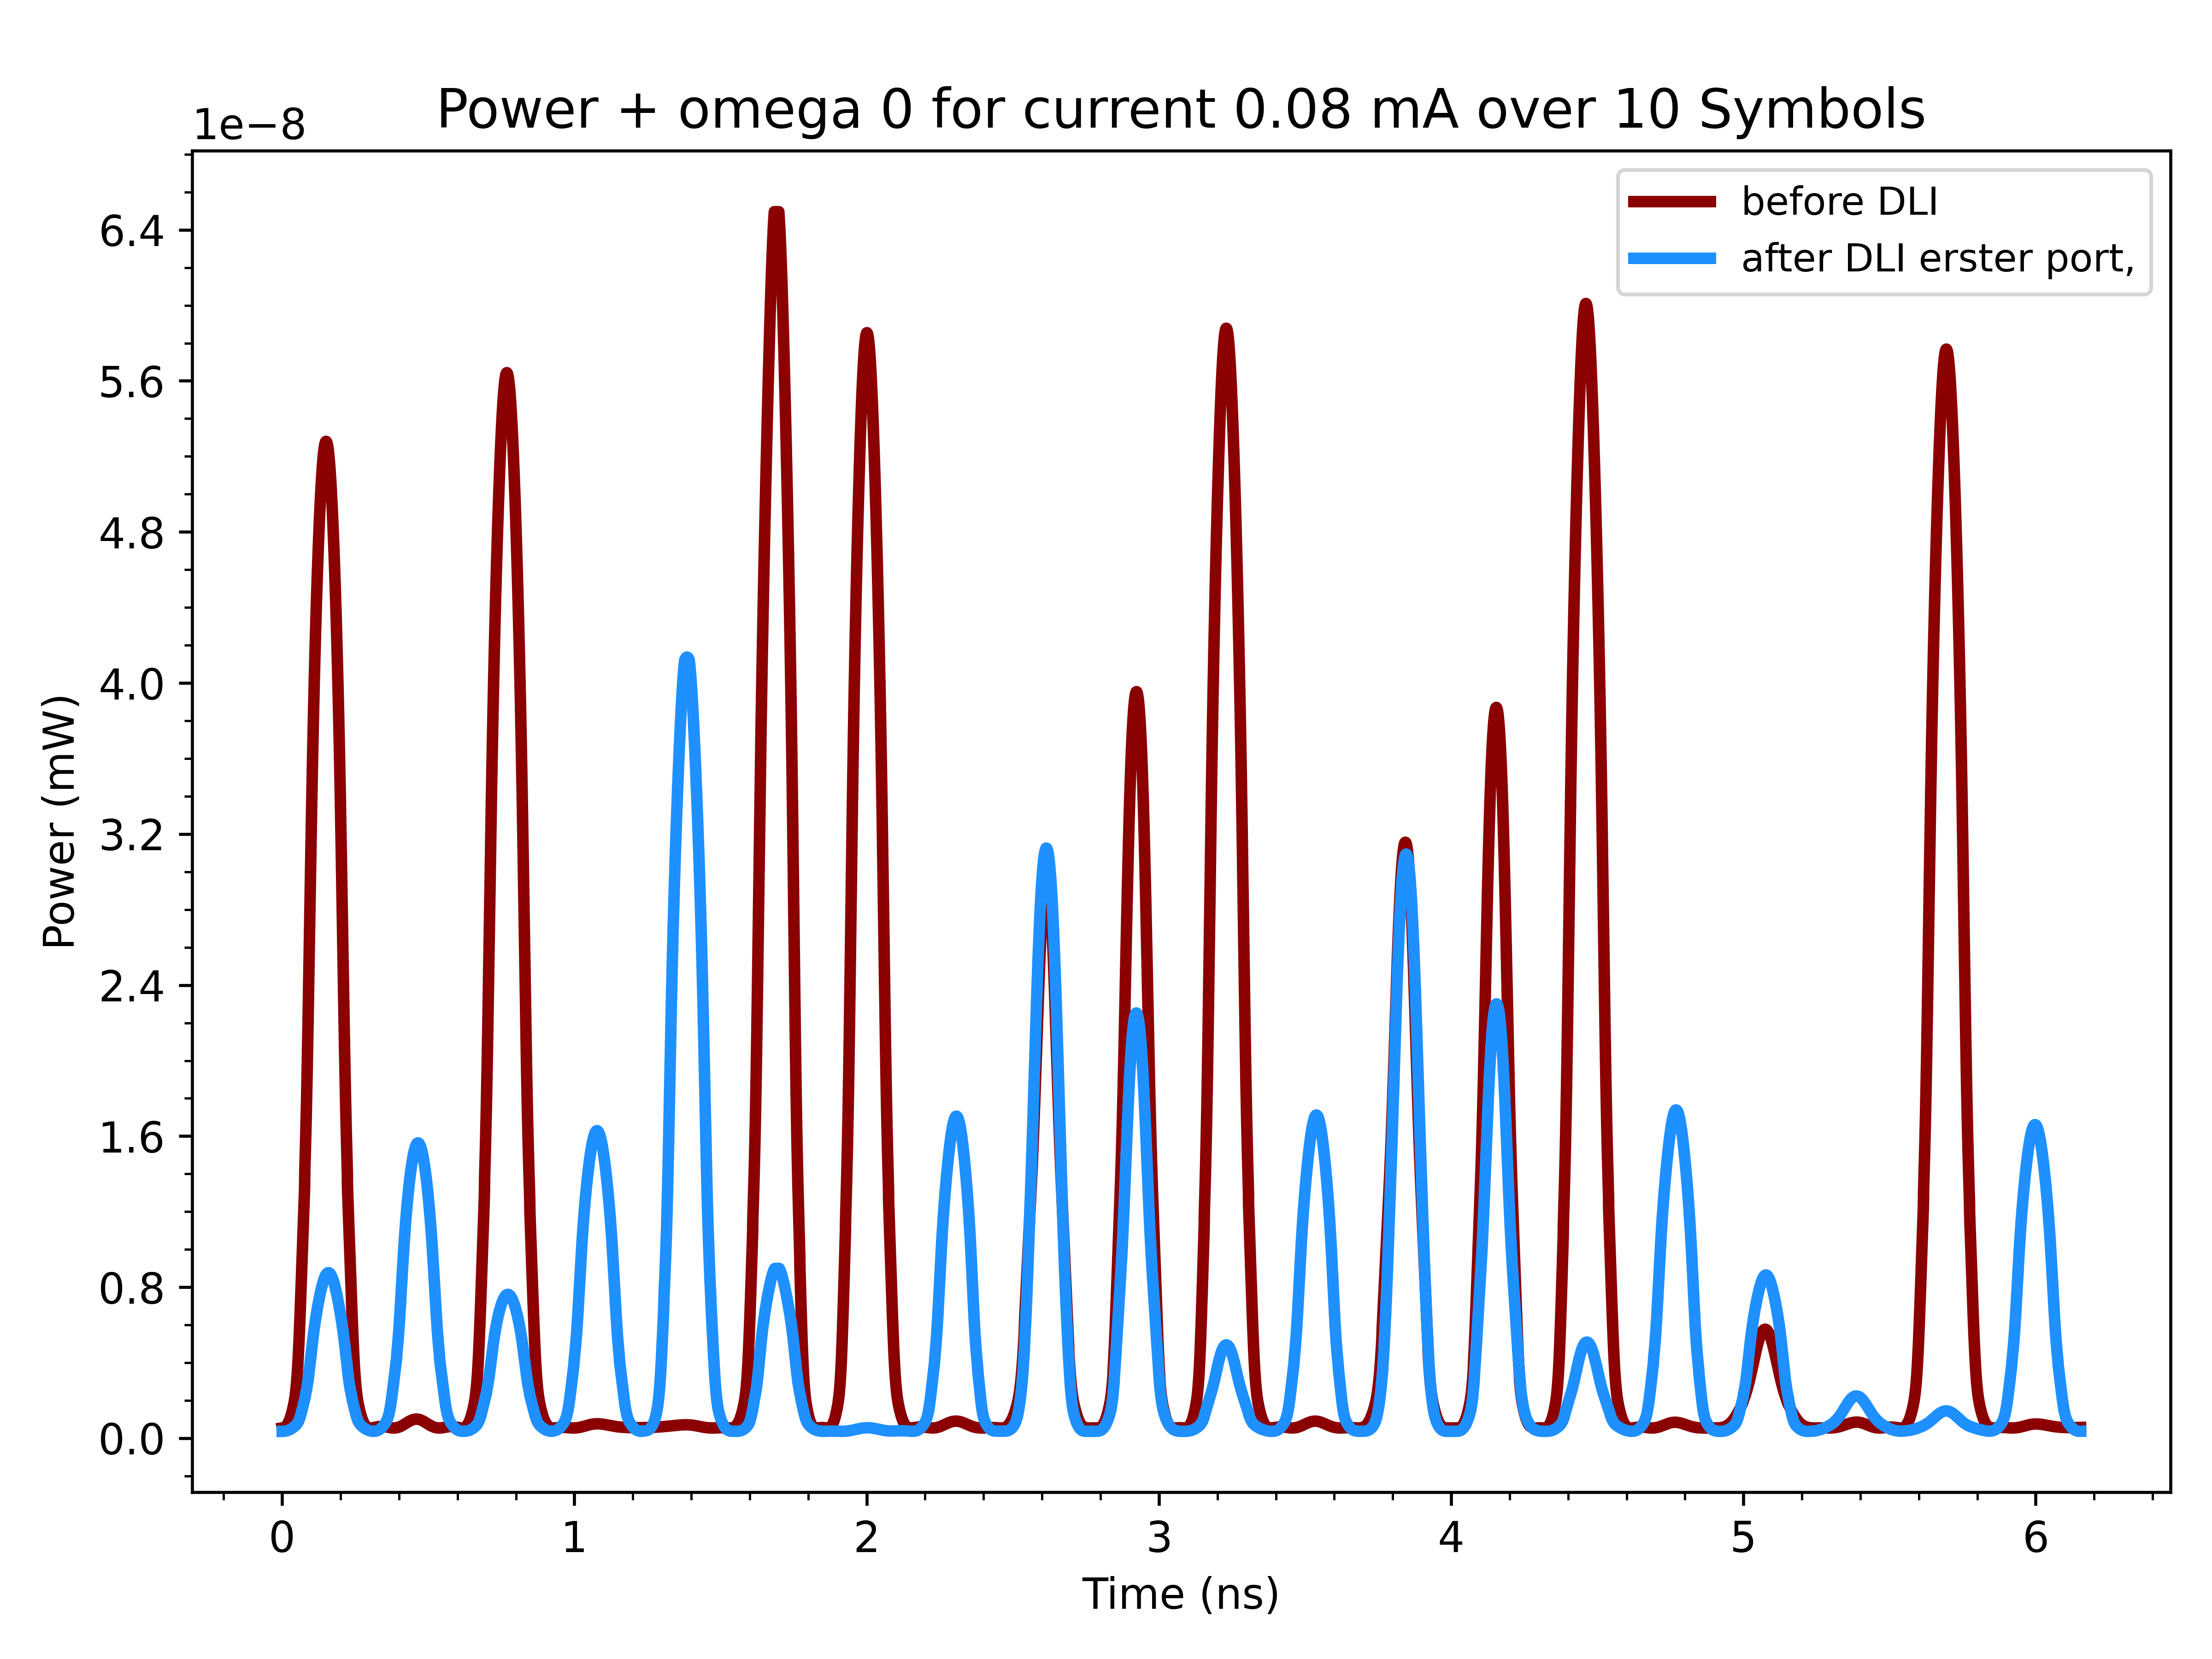 Power + omega 0 for current 0.08 mA over 10 Symbols
1e−8
before DLI
after DLI erster port,
6.4
5.6
4.8
4.0
3.2
2.4
1.6
0.8
0.0
Power (mW)
0 1 2 3 4 5 6
Time (ns)